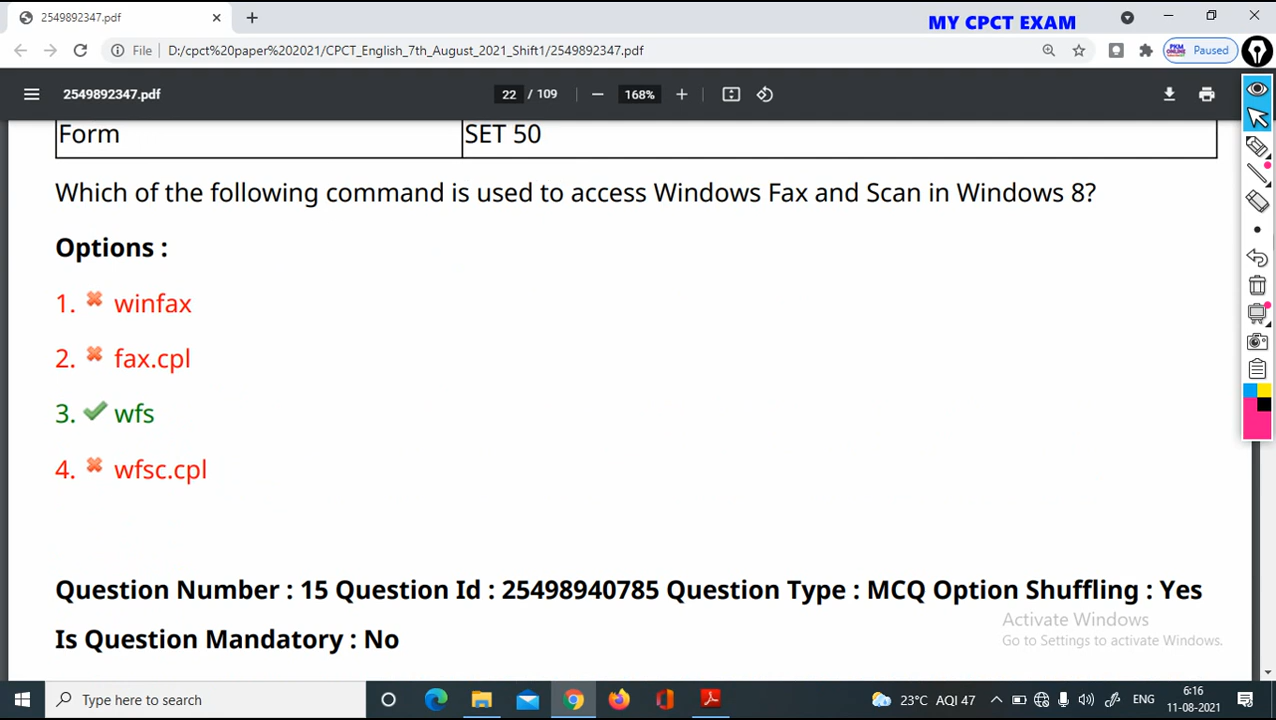 2549892347.pdf
MY CPCT EXAM
File D:/cpct%20paper%202021/CPCT_English_7th_August_2021_Shift1/2549892347.pdf
Paused
2549892347.pdf 22 / 109 168%
Form SET 50
Which of the following command is used to access Windows Fax and Scan in Windows 8?
Options :
1. winfax
2. fax.cpl
3. wfs
4. wfsc.cpl
Question Number : 15 Question Id : 25498940785 Question Type : MCQ Option Shuffling : Yes
Is Question Mandatory : No
Activate Windows
Go to Settings to activate Windows.
Type here to search
23°C AQI 47
ENG
6:16
11-08-2021